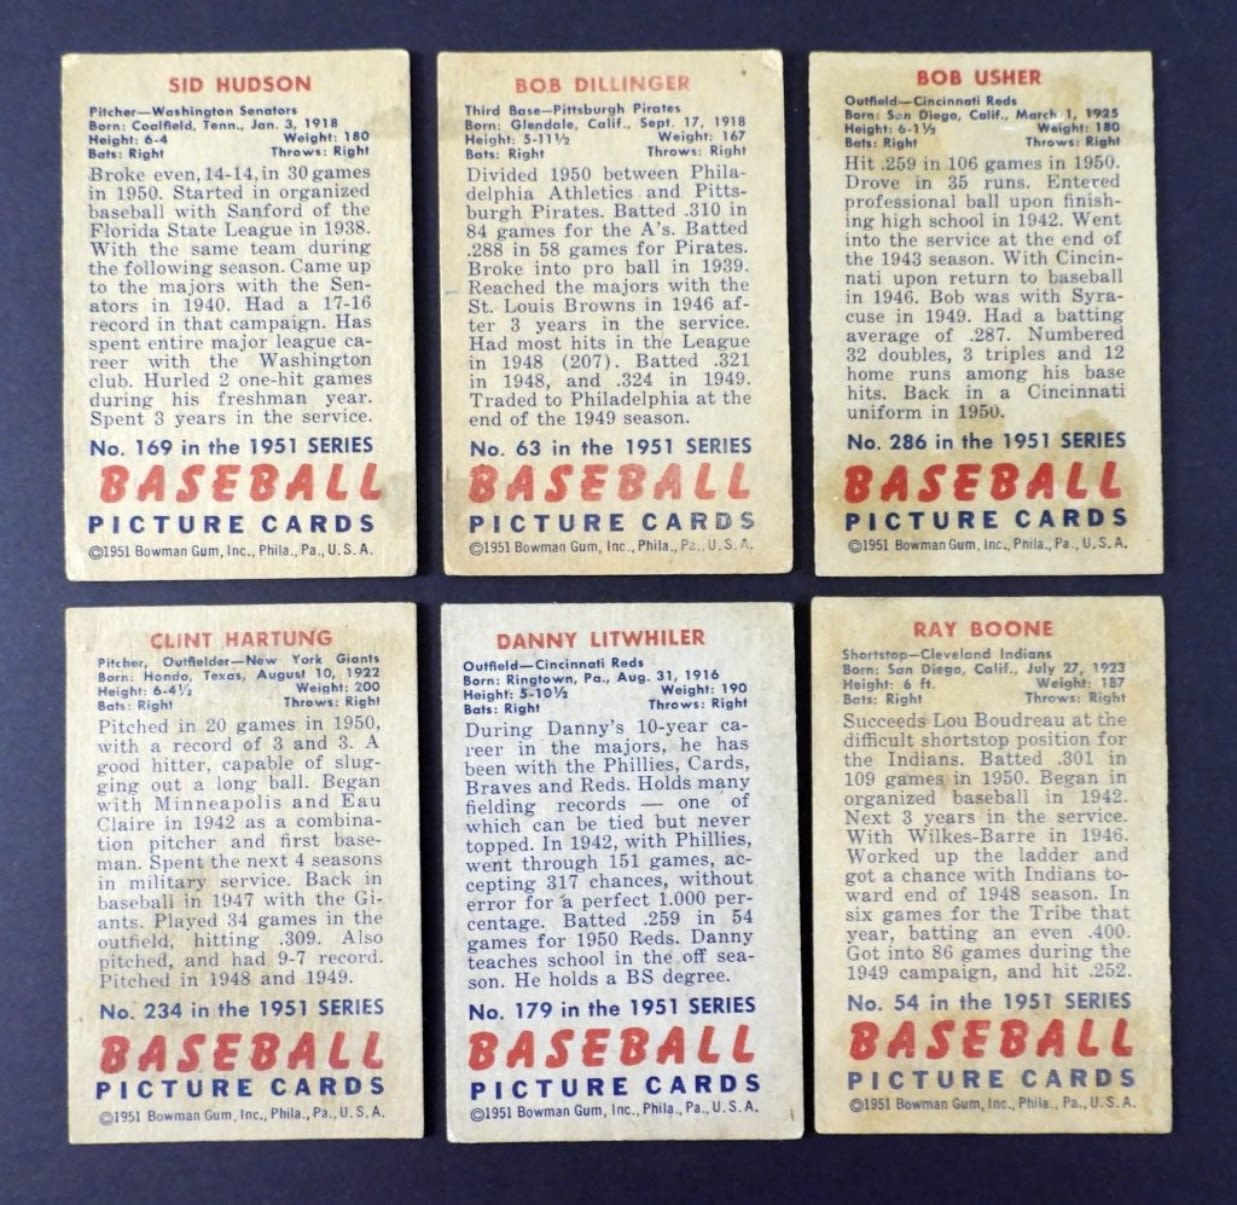 SID HUDSON
Pitcher—Washington Senators
Born: Coalfield, Tenn., Jan. 3, 1918
Height: 6-4 Weight: 180
Bats: Right Throws: Right
Broke even, 14-14, in 30 games
in 1950. Started in organized
baseball with Sanford of the
Florida State League in 1938.
With the same team during
the following season. Came up
to the majors with the Sen-
ators in 1940. Had a 17-16
record in that campaign. Has
spent entire major league ca-
reer with the Washington
club. Hurled 2 one-hit games
during his freshman year.
Spent 3 years in the service.
No. 169 in the 1951 SERIES
BASEBALL
PICTURE CARDS
©1951 Bowman Gum, Inc., Phila., Pa., U.S.A.
BOB DILLINGER
Third Base—Pittsburgh Pirates
Born: Glendale, Calif., Sept. 17, 1918
Height: 5-11½ Weight: 167
Bats: Right Throws: Right
Divided 1950 between Phila-
delphia Athletics and Pitts-
burgh Pirates. Batted .310 in
84 games for the A's. Batted
.288 in 58 games for Pirates.
Broke into pro ball in 1939.
Reached the majors with the
St. Louis Browns in 1946 af-
ter 3 years in the service.
Had most hits in the League
in 1948 (207). Batted .321
in 1948, and .324 in 1949.
Traded to Philadelphia at the
end of the 1949 season.
No. 63 in the 1951 SERIES
BASEBALL
PICTURE CARDS
©1951 Bowman Gum, Inc., Phila., Pa., U.S.A.
BOB USHER
Outfield—Cincinnati Reds
Born: San Diego, Calif., March 1, 1925
Height: 6-1½ Weight: 180
Bats: Right Throws: Right
Hit .259 in 106 games in 1950.
Drove in 35 runs. Entered
professional ball upon finish-
ing high school in 1942. Went
into the service at the end of
the 1943 season. With Cincin-
nati upon return to baseball
in 1946. Bob was with Syra-
cuse in 1949. Had a batting
average of .287. Numbered
32 doubles, 3 triples and 12
home runs among his base
hits. Back in a Cincinnati
uniform in 1950.
No. 286 in the 1951 SERIES
BASEBALL
PICTURE CARDS
©1951 Bowman Gum, Inc., Phila., Pa., U.S.A.
CLINT HARTUNG
Pitcher, Outfielder—New York Giants
Born: Hondo, Texas, August 10, 1922
Height: 6-4½ Weight: 200
Bats: Right Throws: Right
Pitched in 20 games in 1950,
with a record of 3 and 3. A
good hitter, capable of slug-
ging out a long ball. Began
with Minneapolis and Eau
Claire in 1942 as a combina-
tion pitcher and first base-
man. Spent the next 4 seasons
in military service. Back in
baseball in 1947 with the Gi-
ants. Played 34 games in the
outfield, hitting .309. Also
pitched, and had 9-7 record.
Pitched in 1948 and 1949.
No. 234 in the 1951 SERIES
BASEBALL
PICTURE CARDS
©1951 Bowman Gum, Inc., Phila., Pa., U.S.A.
DANNY LITWHILER
Outfield—Cincinnati Reds
Born: Ringtown, Pa., Aug. 31, 1916
Height: 5-10½ Weight: 190
Bats: Right Throws: Right
During Danny's 10-year ca-
reer in the majors, he has
been with the Phillies, Cards,
Braves and Reds. Holds many
fielding records — one of
which can be tied but never
topped. In 1942, with Phillies,
went through 151 games, ac-
cepting 317 chances, without
error for a perfect 1.000 per-
centage. Batted .259 in 54
games for 1950 Reds. Danny
teaches school in the off sea-
son. He holds a BS degree.
No. 179 in the 1951 SERIES
BASEBALL
PICTURE CARDS
©1951 Bowman Gum, Inc., Phila., Pa., U.S.A.
RAY BOONE
Shortstop—Cleveland Indians
Born: San Diego, Calif., July 27, 1923
Height: 6 ft. Weight: 187
Bats: Right Throws: Right
Succeeds Lou Boudreau at the
difficult shortstop position for
the Indians. Batted .301 in
109 games in 1950. Began in
organized baseball in 1942.
Next 3 years in the service.
With Wilkes-Barre in 1946.
Worked up the ladder and
got a chance with Indians to-
ward end of 1948 season. In
six games for the Tribe that
year, batting an even .400.
Got into 86 games during the
1949 campaign, and hit .252.
No. 54 in the 1951 SERIES
BASEBALL
PICTURE CARDS
©1951 Bowman Gum, Inc., Phila., Pa., U.S.A.